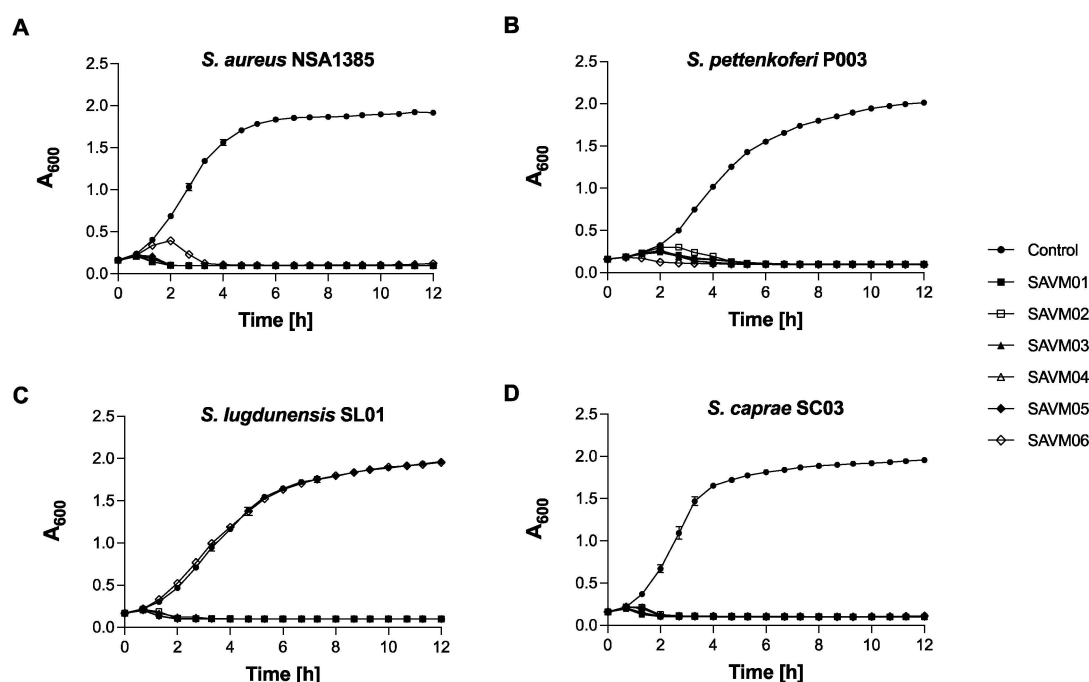 A
S. aureus NSA1385
2.5
2.0
1.5
1.0
0.5
0.0
A600
0 2 4 6 8 10 12
Time [h]
B
S. pettenkoferi P003
2.5
2.0
1.5
1.0
0.5
0.0
A600
0 2 4 6 8 10 12
Time [h]
C
S. lugdunensis SL01
2.5
2.0
1.5
1.0
0.5
0.0
A600
0 2 4 6 8 10 12
Time [h]
D
S. caprae SC03
2.5
2.0
1.5
1.0
0.5
0.0
A600
0 2 4 6 8 10 12
Time [h]
Control
SAVM01
SAVM02
SAVM03
SAVM04
SAVM05
SAVM06